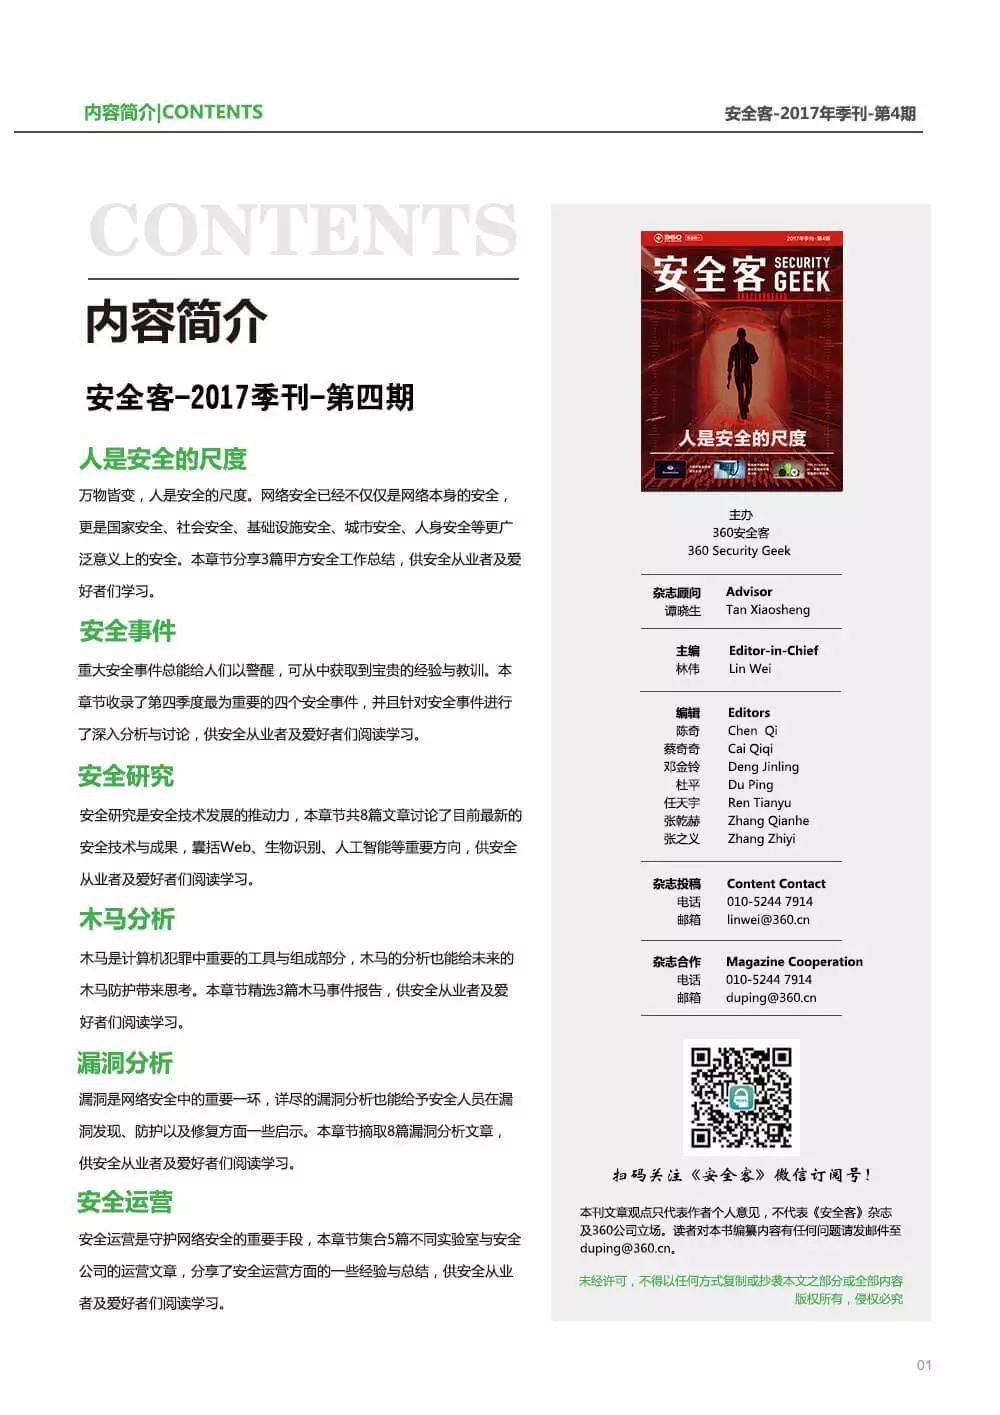 内容简介|CONTENTS
安全客-2017年季刊-第4期
CONTENTS
内容简介
安全客-2017季刊-第四期
人是安全的尺度
万物皆变，人是安全的尺度。网络安全已经不仅仅是网络本身的安全，
更是国家安全、社会安全、基础设施安全、城市安全、人身安全等更广
泛意义上的安全。本章节分享3篇甲方安全工作总结，供安全从业者及爱
好者们学习。
安全事件
重大安全事件总能给人们以警醒，可从中获取到宝贵的经验与教训。本
章节收录了第四季度最为重要的四个安全事件，并且针对安全事件进行
了深入分析与讨论，供安全从业者及爱好者们阅读学习。
安全研究
安全研究是安全技术发展的推动力，本章节共8篇文章讨论了目前最新的
安全技术与成果，囊括Web、生物识别、人工智能等重要方向，供安全
从业者及爱好者们阅读学习。
木马分析
木马是计算机犯罪中重要的工具与组成部分，木马的分析也能给未来的
木马防护带来思考。本章节精选3篇木马事件报告，供安全从业者及爱
好者们阅读学习。
漏洞分析
漏洞是网络安全中的重要一环，详尽的漏洞分析也能给予安全人员在漏
洞发现、防护以及修复方面一些启示。本章节摘取8篇漏洞分析文章，
供安全从业者及爱好者们阅读学习。
安全运营
安全运营是守护网络安全的重要手段，本章节集合5篇不同实验室与安全
公司的运营文章，分享了安全运营方面的一些经验与总结，供安全从业
者及爱好者们阅读学习。
360
2017年季刊-第4期
安全客 SECURITY GEEK
人是安全的尺度
主办
360安全客
360 Security Geek
杂志顾问 Advisor
谭晓生 Tan Xiaosheng
主编 Editor-in-Chief
林伟 Lin Wei
编辑 Editors
陈奇 Chen Qi
蔡奇奇 Cai Qiqi
邓金铃 Deng Jinling
杜平 Du Ping
任天宇 Ren Tianyu
张乾赫 Zhang Qianhe
张之义 Zhang Zhiyi
杂志投稿 Content Contact
电话 010-5244 7914
邮箱 linwei@360.cn
杂志合作 Magazine Cooperation
电话 010-5244 7914
邮箱 duping@360.cn
扫码关注《安全客》微信订阅号！
本刊文章观点只代表作者个人意见，不代表《安全客》杂志
及360公司立场。读者对本书编纂内容有任何问题请发邮件至
duping@360.cn。
未经许可，不得以任何方式复制或抄袭本文之部分或全部内容
版权所有，侵权必究
01